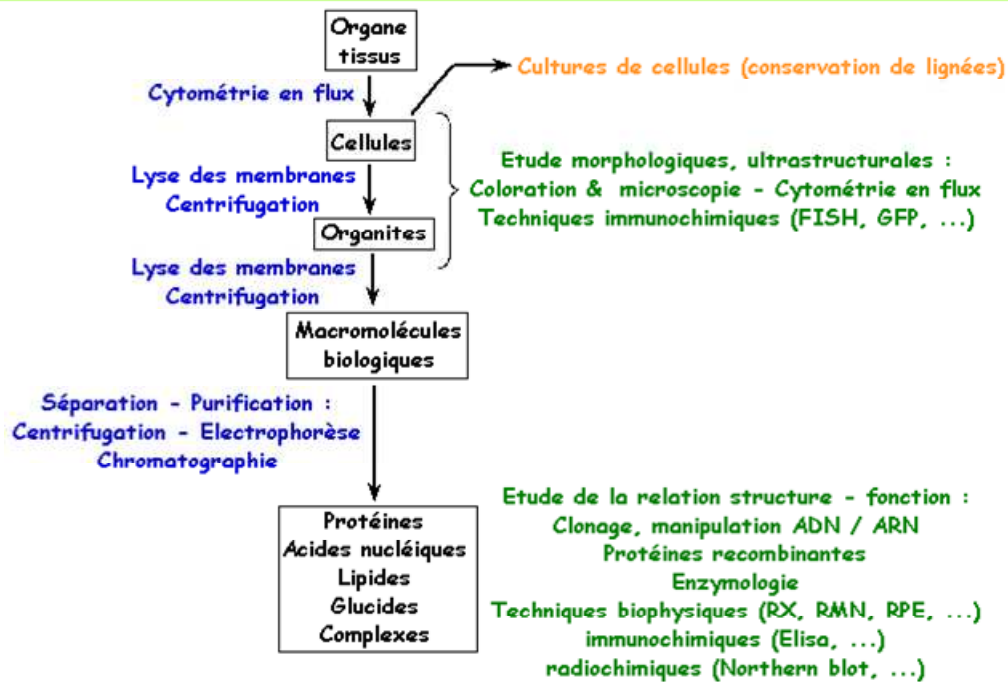 Organe
tissus
Cultures de cellules (conservation de lignées)
Cytométrie en flux
Cellules
Etude morphologiques, ultrastructurales :
Coloration & microscopie - Cytométrie en flux
Techniques immunochimiques (FISH, GFP, ...)
Lyse des membranes
Centrifugation
Organites
Lyse des membranes
Centrifugation
Macromolécules
biologiques
Séparation - Purification :
Centrifugation - Electrophorèse
Chromatographie
Protéines
Acides nucléiques
Lipides
Glucides
Complexes
Etude de la relation structure - fonction :
Clonage, manipulation ADN / ARN
Protéines recombinantes
Enzymologie
Techniques biophysiques (RX, RMN, RPE, ...)
immunochimiques (Elisa, ...)
radiochimiques (Northern blot, ...)